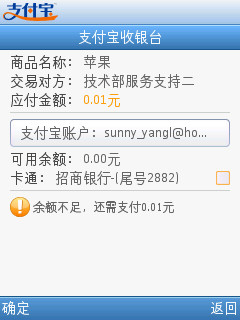 支付宝
支付宝收银台
商品名称：苹果
交易对方：技术部服务支持二
应付金额：0.01元
支付宝账户：sunny_yangl@ho...
可用余额：0.00元
卡通：招商银行-(尾号2882)
余额不足，还需支付0.01元
确定 返回